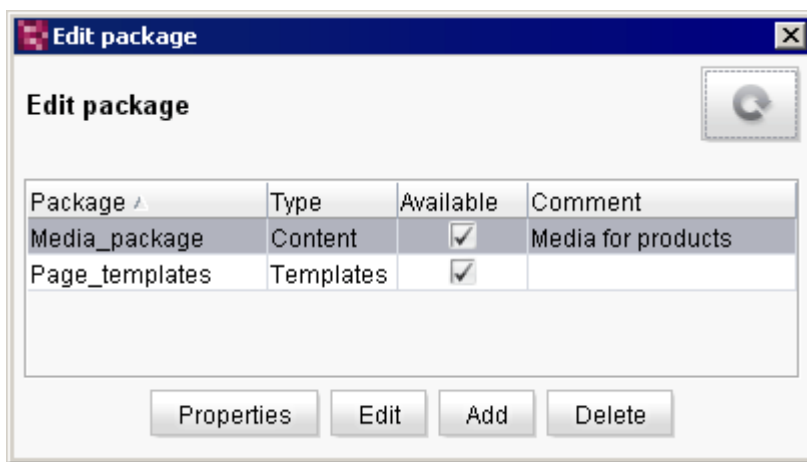 Edit package
Edit package
Package Type Available Comment
Media_package Content Media for products
Page_templates Templates
Properties Edit Add Delete